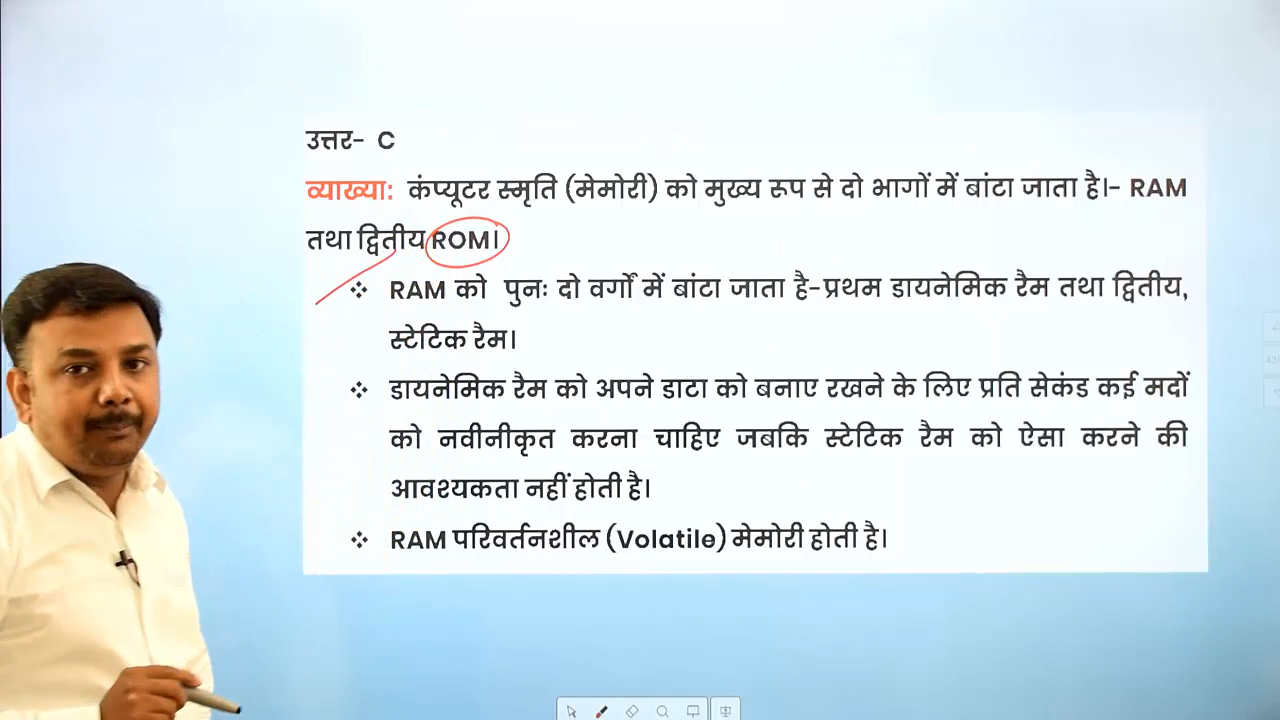 उत्तर- C
व्याख्या: कंप्यूटर स्मृति (मेमोरी) को मुख्य रूप से दो भागों में बांटा जाता है।- RAM
तथा द्वितीय ROM।
❖ RAM को पुनः दो वर्गों में बांटा जाता है-प्रथम डायनेमिक रैम तथा द्वितीय,
स्टेटिक रैम।
❖ डायनेमिक रैम को अपने डाटा को बनाए रखने के लिए प्रति सेकंड कई मदों
को नवीनीकृत करना चाहिए जबकि स्टेटिक रैम को ऐसा करने की
आवश्यकता नहीं होती है।
❖ RAM परिवर्तनशील (Volatile) मेमोरी होती है।